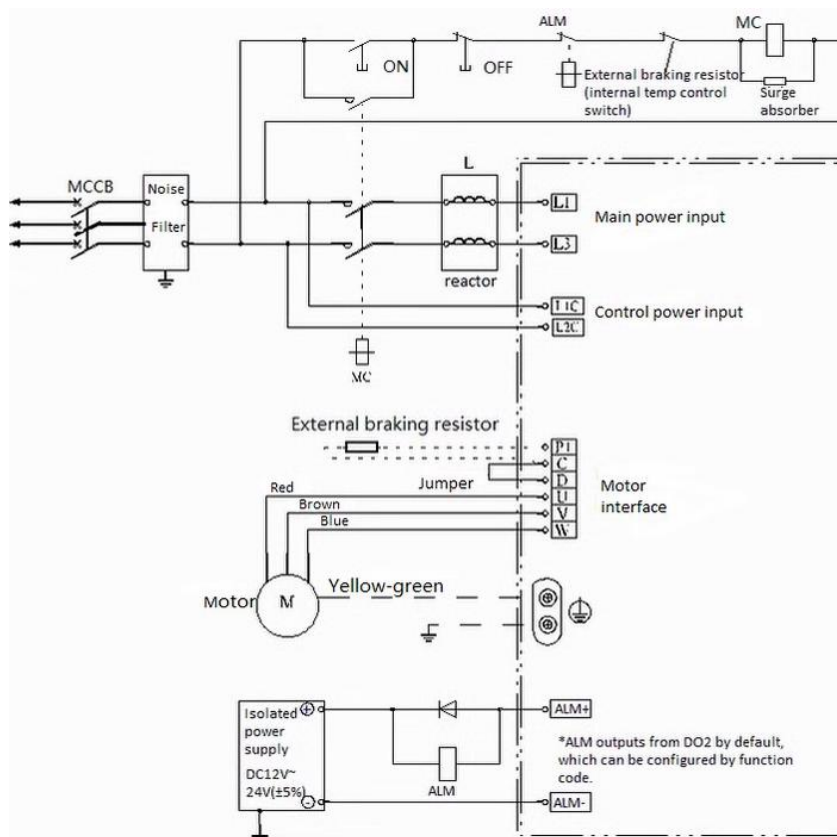 ALM
MC
ON
OFF
External braking resistor
(internal temp control
switch)
Surge
absorber
MCCB
Noise
Filter
L
reactor
L1
Main power input
L3
L1C
Control power input
L2C
MC
External braking resistor
P1
C
D
U
V
W
Jumper
Motor
interface
Red
Brown
Blue
Motor
M
Yellow-green
Isolated
power
supply
DC12V~
24V(±5%)
+
-
ALM
ALM+
*ALM outputs from DO2 by default,
which can be configured by function
code.
ALM-